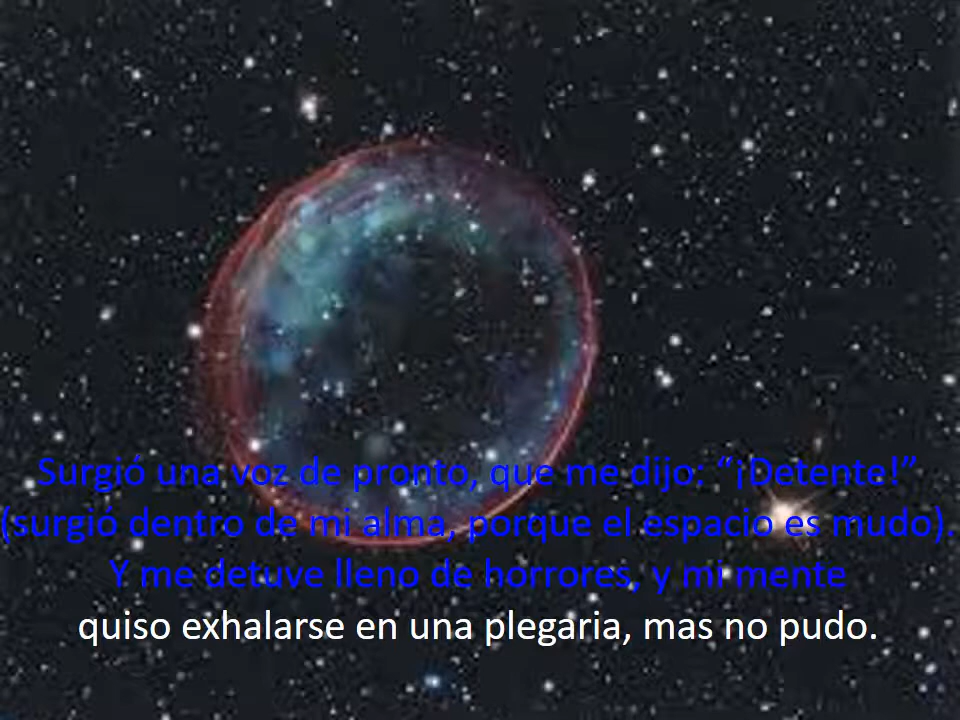 Surgió una voz de pronto, que me dijo: “¡Detente!”
(surgió dentro de mi alma, porque el espacio es mudo).
Y me detuve lleno de horrores, y mi mente
quiso exhalarse en una plegaria, mas no pudo.